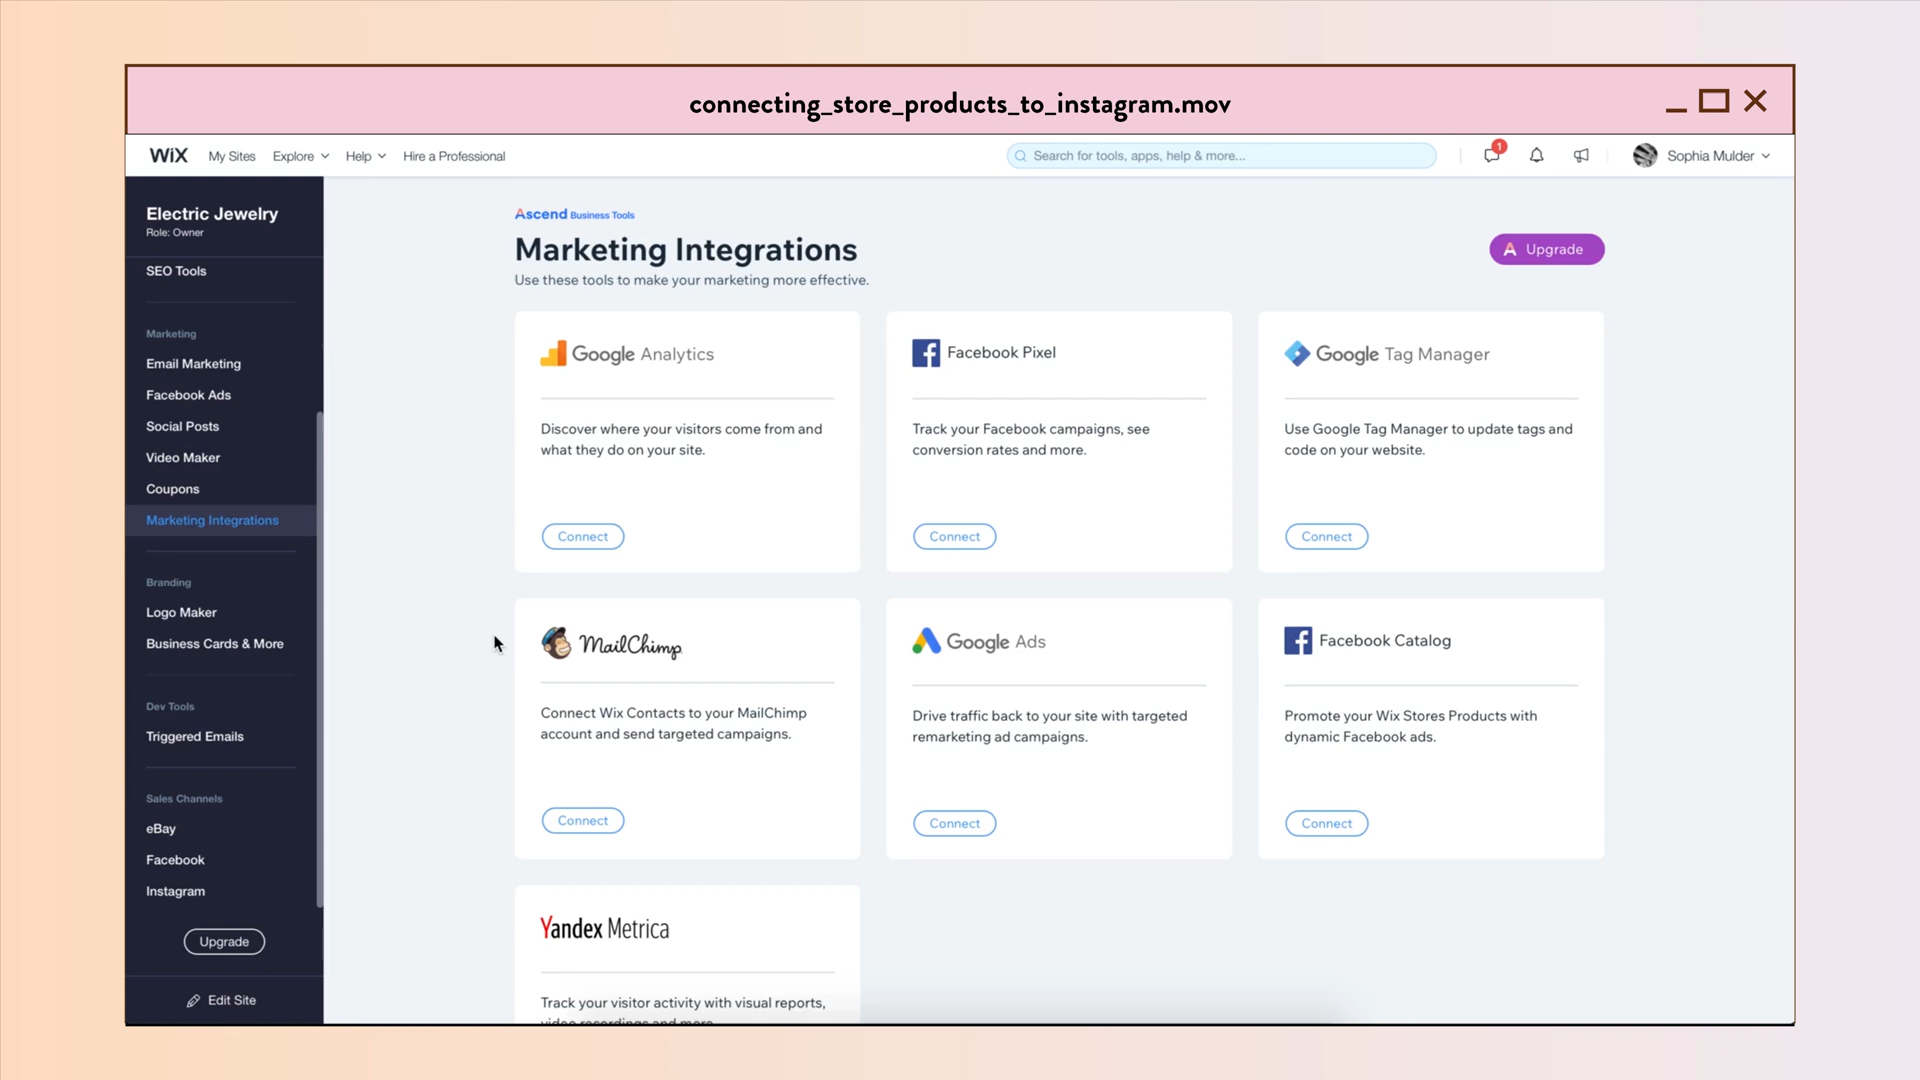 connecting_store_products_to_instagram.mov
WiX My Sites Explore Help Hire a Professional Search for tools, apps, help & more... 1 Sophia Mulder
Electric Jewelry
Role: Owner
SEO Tools
Marketing
Email Marketing
Facebook Ads
Social Posts
Video Maker
Coupons
Marketing Integrations
Branding
Logo Maker
Business Cards & More
Dev Tools
Triggered Emails
Sales Channels
eBay
Facebook
Instagram
Upgrade
Edit Site
Ascend Business Tools
Marketing Integrations
Use these tools to make your marketing more effective.
Upgrade
Google Analytics
Discover where your visitors come from and
what they do on your site.
Connect
Facebook Pixel
Track your Facebook campaigns, see
conversion rates and more.
Connect
Google Tag Manager
Use Google Tag Manager to update tags and
code on your website.
Connect
MailChimp
Connect Wix Contacts to your MailChimp
account and send targeted campaigns.
Connect
Google Ads
Drive traffic back to your site with targeted
remarketing ad campaigns.
Connect
Facebook Catalog
Promote your Wix Stores Products with
dynamic Facebook ads.
Connect
Yandex Metrica
Track your visitor activity with visual reports,
video recordings and more